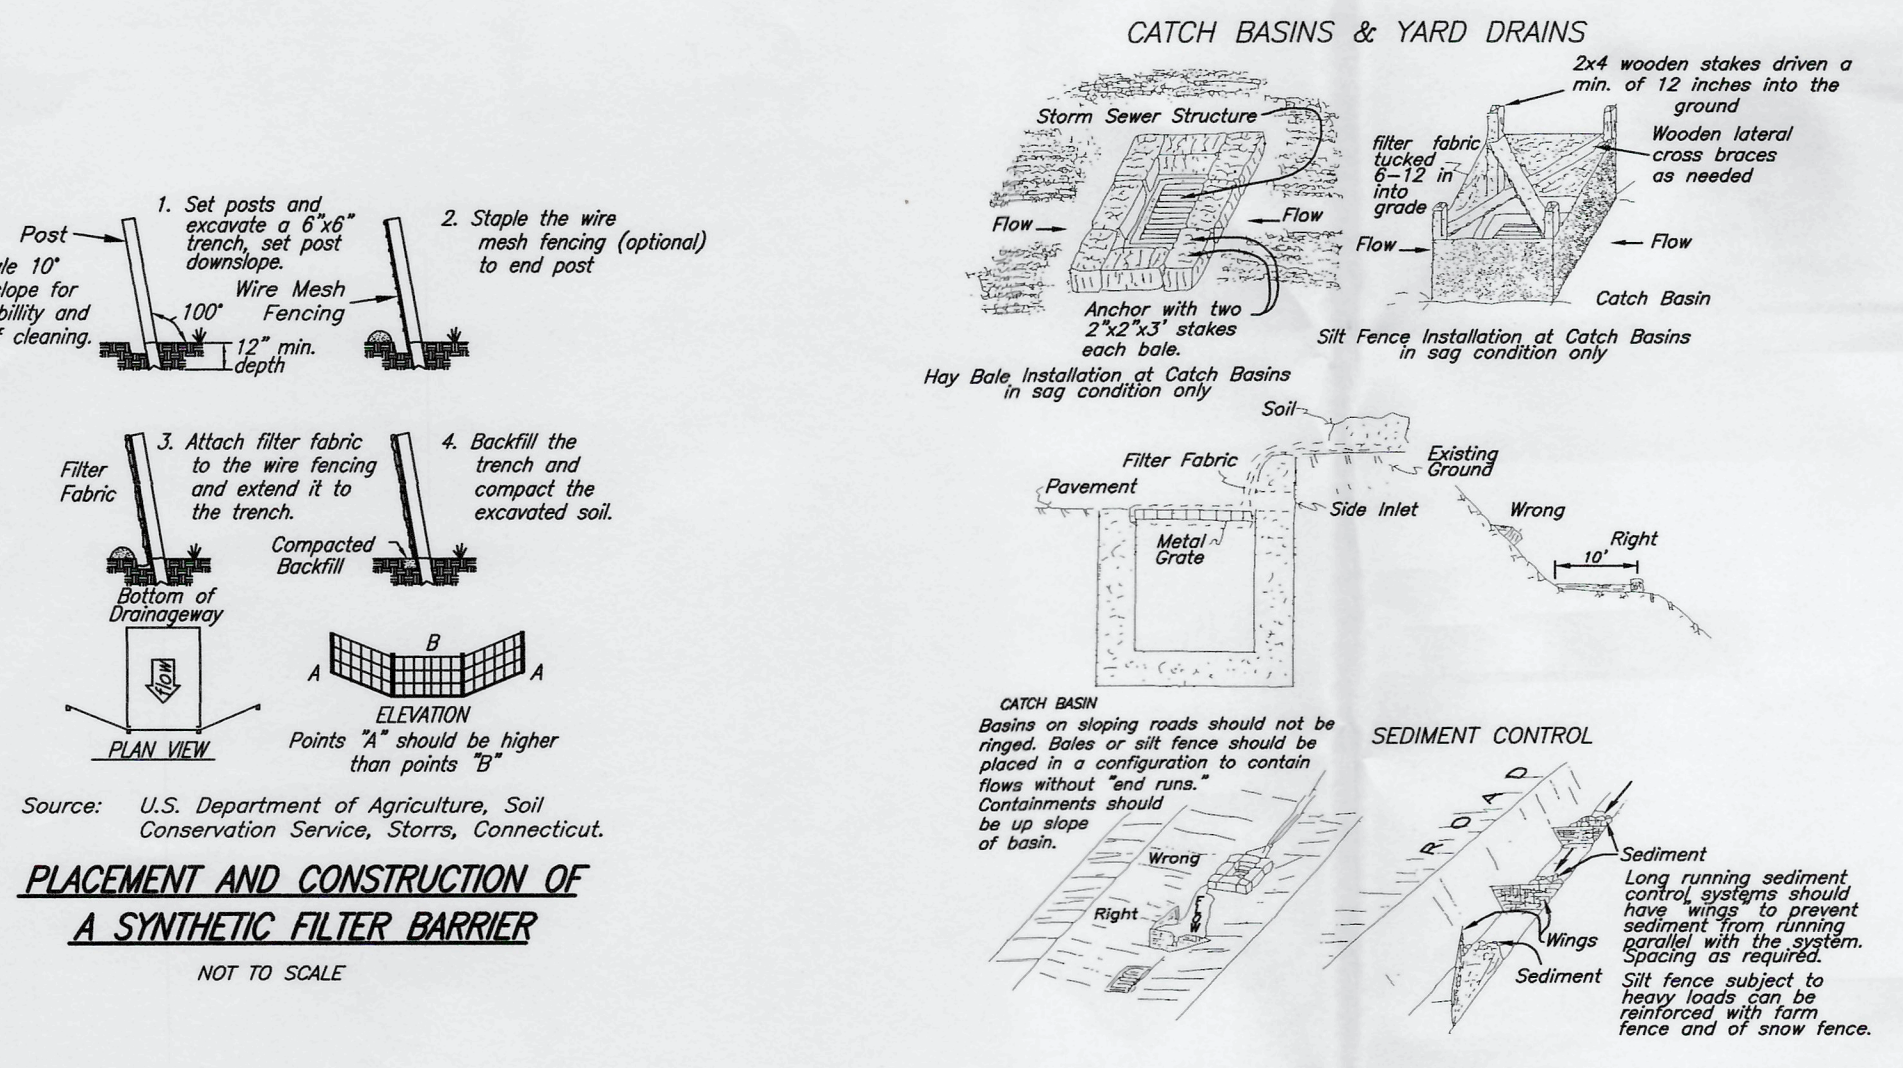 1. Set posts and
excavate a 6"x6"
trench, set post
downslope.
Post
10°
for
and
cleaning.
100°
12" min.
depth
Wire Mesh
Fencing
2. Staple the wire
mesh fencing (optional)
to end post
Filter
Fabric
3. Attach filter fabric
to the wire fencing
and extend it to
the trench.
4. Backfill the
trench and
compact the
excavated soil.
Compacted
Backfill
Bottom of
Drainageway
flow
PLAN VIEW
A
B
A
ELEVATION
Points "A" should be higher
than points "B"
Source: U.S. Department of Agriculture, Soil
Conservation Service, Storrs, Connecticut.
PLACEMENT AND CONSTRUCTION OF
A SYNTHETIC FILTER BARRIER
NOT TO SCALE
CATCH BASINS & YARD DRAINS
Storm Sewer Structure
Flow
Flow
Anchor with two
2"x2"x3' stakes
each bale.
Hay Bale Installation at Catch Basins
in sag condition only
2x4 wooden stakes driven a
min. of 12 inches into the
ground
filter fabric
tucked
6-12 in
into
grade
Wooden lateral
cross braces
as needed
Flow
Flow
Catch Basin
Silt Fence Installation at Catch Basins
in sag condition only
Soil
Filter Fabric
Existing
Ground
Pavement
Side Inlet
Metal
Grate
Wrong
Right
10'
CATCH BASIN
Basins on sloping roads should not be
ringed. Bales or silt fence should be
placed in a configuration to contain
flows without "end runs."
Containments should
be up slope
of basin.
Wrong
Right
FLOW
SEDIMENT CONTROL
ROAD
Sediment
Long running sediment
control systems should
have "wings" to prevent
sediment from running
parallel with the system.
Spacing as required.
Wings
Sediment
Silt fence subject to
heavy loads can be
reinforced with farm
fence and of snow fence.